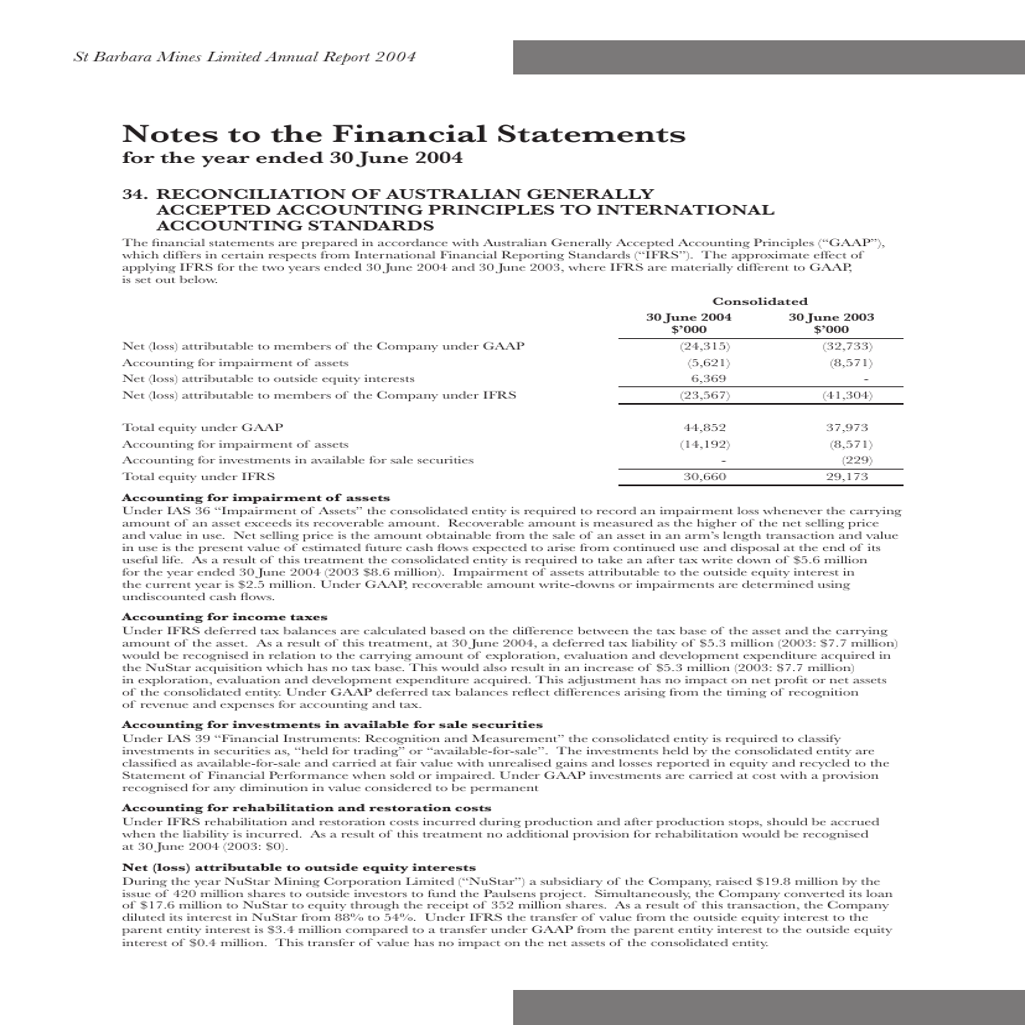 St Barbara Mines Limited Annual Report 2004
Notes to the Financial Statements
for the year ended 30 June 2004
34. RECONCILIATION OF AUSTRALIAN GENERALLY
ACCEPTED ACCOUNTING PRINCIPLES TO INTERNATIONAL
ACCOUNTING STANDARDS
The financial statements are prepared in accordance with Australian Generally Accepted Accounting Principles (“GAAP”),
which differs in certain respects from International Financial Reporting Standards (“IFRS”). The approximate effect of
applying IFRS for the two years ended 30 June 2004 and 30 June 2003, where IFRS are materially different to GAAP,
is set out below.
Consolidated
30 June 2004 30 June 2003
$’000 $’000
Net (loss) attributable to members of the Company under GAAP (24,315) (32,733)
Accounting for impairment of assets (5,621) (8,571)
Net (loss) attributable to outside equity interests 6,369 -
Net (loss) attributable to members of the Company under IFRS (23,567) (41,304)
Total equity under GAAP 44,852 37,973
Accounting for impairment of assets (14,192) (8,571)
Accounting for investments in available for sale securities - (229)
Total equity under IFRS 30,660 29,173
Accounting for impairment of assets
Under IAS 36 “Impairment of Assets” the consolidated entity is required to record an impairment loss whenever the carrying
amount of an asset exceeds its recoverable amount. Recoverable amount is measured as the higher of the net selling price
and value in use. Net selling price is the amount obtainable from the sale of an asset in an arm’s length transaction and value
in use is the present value of estimated future cash flows expected to arise from continued use and disposal at the end of its
useful life. As a result of this treatment the consolidated entity is required to take an after tax write down of $5.6 million
for the year ended 30 June 2004 (2003 $8.6 million). Impairment of assets attributable to the outside equity interest in
the current year is $2.5 million. Under GAAP, recoverable amount write-downs or impairments are determined using
undiscounted cash flows.
Accounting for income taxes
Under IFRS deferred tax balances are calculated based on the difference between the tax base of the asset and the carrying
amount of the asset. As a result of this treatment, at 30 June 2004, a deferred tax liability of $5.3 million (2003: $7.7 million)
would be recognised in relation to the carrying amount of exploration, evaluation and development expenditure acquired in
the NuStar acquisition which has no tax base. This would also result in an increase of $5.3 million (2003: $7.7 million)
in exploration, evaluation and development expenditure acquired. This adjustment has no impact on net profit or net assets
of the consolidated entity. Under GAAP deferred tax balances reflect differences arising from the timing of recognition
of revenue and expenses for accounting and tax.
Accounting for investments in available for sale securities
Under IAS 39 “Financial Instruments: Recognition and Measurement” the consolidated entity is required to classify
investments in securities as, “held for trading” or “available-for-sale”. The investments held by the consolidated entity are
classified as available-for-sale and carried at fair value with unrealised gains and losses reported in equity and recycled to the
Statement of Financial Performance when sold or impaired. Under GAAP investments are carried at cost with a provision
recognised for any diminution in value considered to be permanent
Accounting for rehabilitation and restoration costs
Under IFRS rehabilitation and restoration costs incurred during production and after production stops, should be accrued
when the liability is incurred. As a result of this treatment no additional provision for rehabilitation would be recognised
at 30 June 2004 (2003: $0).
Net (loss) attributable to outside equity interests
During the year NuStar Mining Corporation Limited (“NuStar”) a subsidiary of the Company, raised $19.8 million by the
issue of 420 million shares to outside investors to fund the Paulsens project. Simultaneously, the Company converted its loan
of $17.6 million to NuStar to equity through the receipt of 352 million shares. As a result of this transaction, the Company
diluted its interest in NuStar from 88% to 54%. Under IFRS the transfer of value from the outside equity interest to the
parent entity interest is $3.4 million compared to a transfer under GAAP from the parent entity interest to the outside equity
interest of $0.4 million. This transfer of value has no impact on the net assets of the consolidated entity.